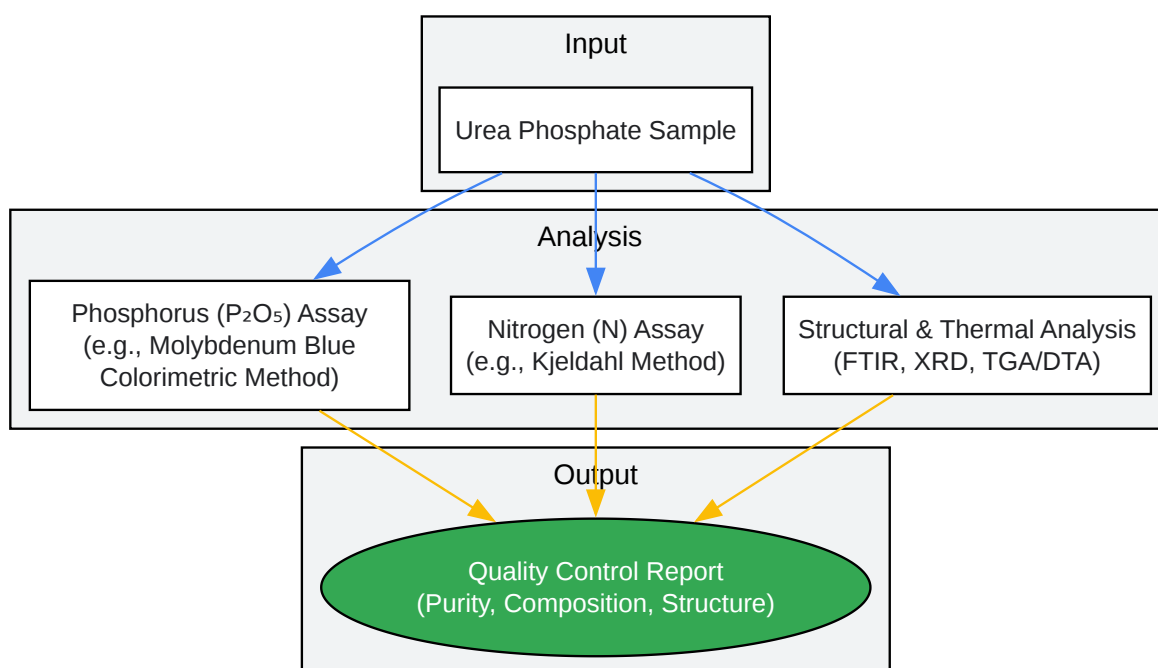 Input
Urea Phosphate Sample
Analysis
Phosphorus (P₂O₅) Assay
(e.g., Molybdenum Blue
Colorimetric Method)
Nitrogen (N) Assay
(e.g., Kjeldahl Method)
Structural & Thermal Analysis
(FTIR, XRD, TGA/DTA)
Output
Quality Control Report
(Purity, Composition, Structure)